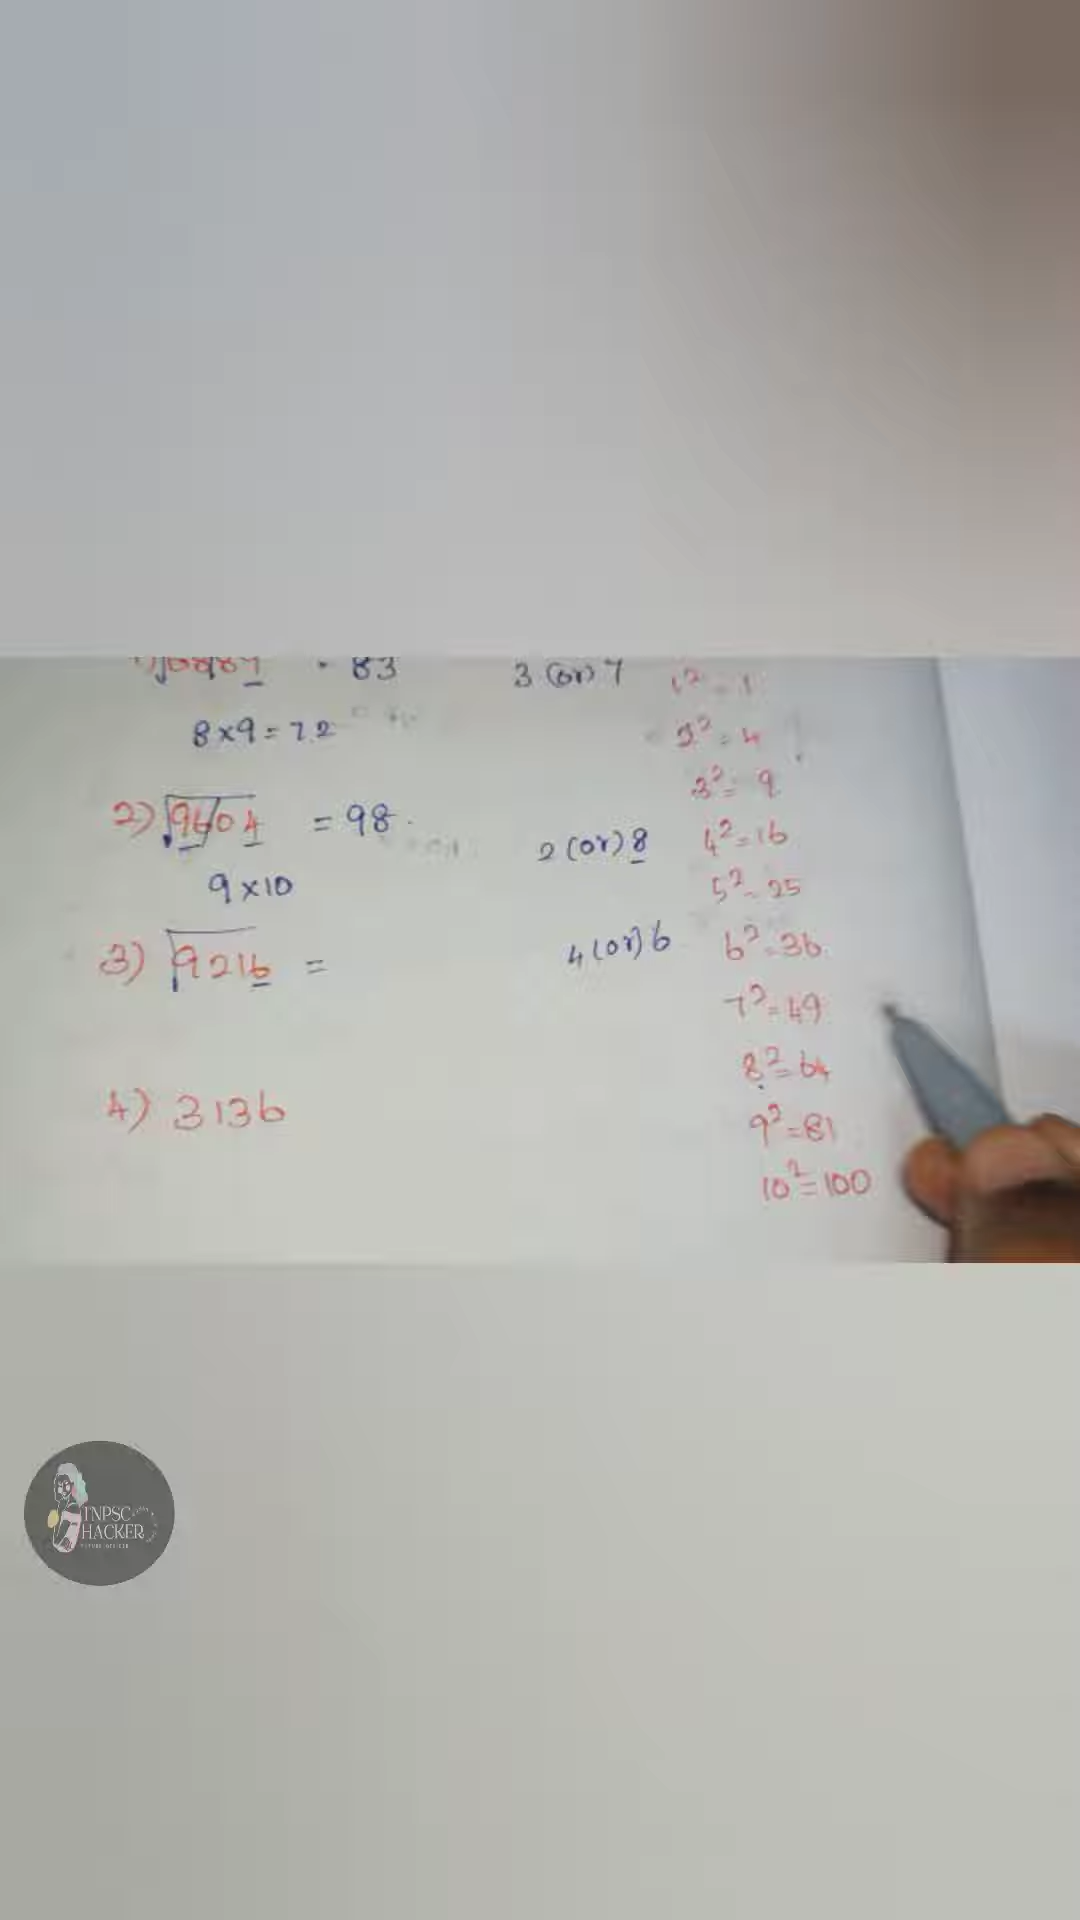 = 83 3 (or) 7 1² = 1
8 × 9 = 72 2² = 4
3² = 9
2) √9604 = 98. 2 (or) 8 4² = 16
9 × 10 5² = 25
3) √9216 = 4 (or) 6 6² = 36
7² = 49
8² = 64
4) 3136 9² = 81
10² = 100
TNPSC
HACKER